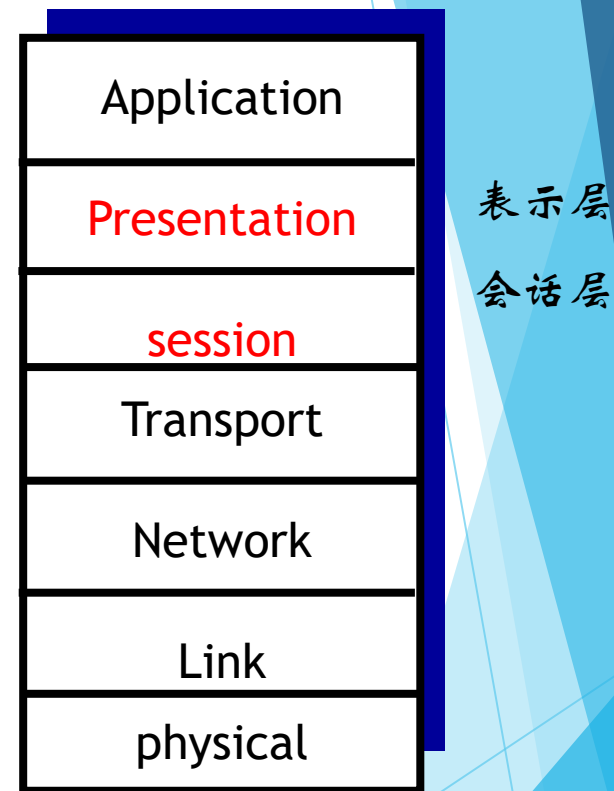 Application
Presentation
表示层
会话层
session
Transport
Network
Link
physical